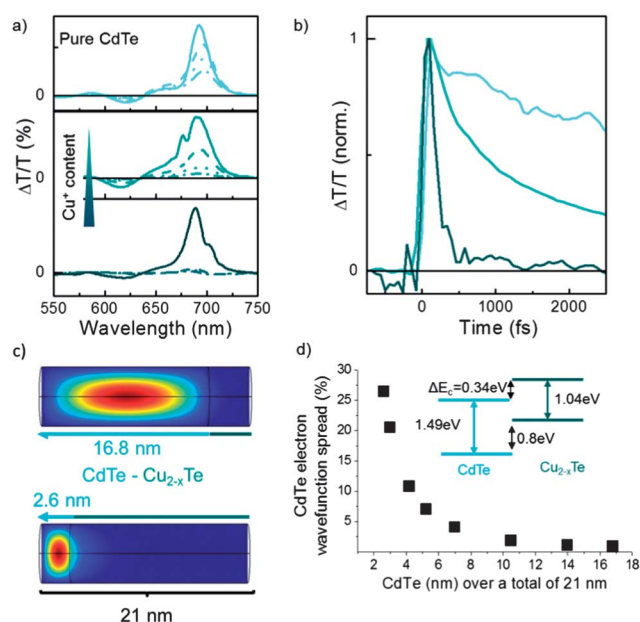 a)
Pure CdTe
0
0
0
Cu⁺ content
ΔT/T (%)
550 600 650 700 750
Wavelength (nm)
b)
1
0
ΔT/T (norm.)
0 1000 2000
Time (fs)
c)
16.8 nm
CdTe - Cu₂₋ₓTe
2.6 nm
21 nm
d)
30
25
20
15
10
5
CdTe electron
wavefunction spread (%)
ΔE꜀=0.34eV
1.49eV
1.04eV
0.8eV
CdTe
Cu₂₋ₓTe
2 4 6 8 10 12 14 16 18
CdTe (nm) over a total of 21 nm